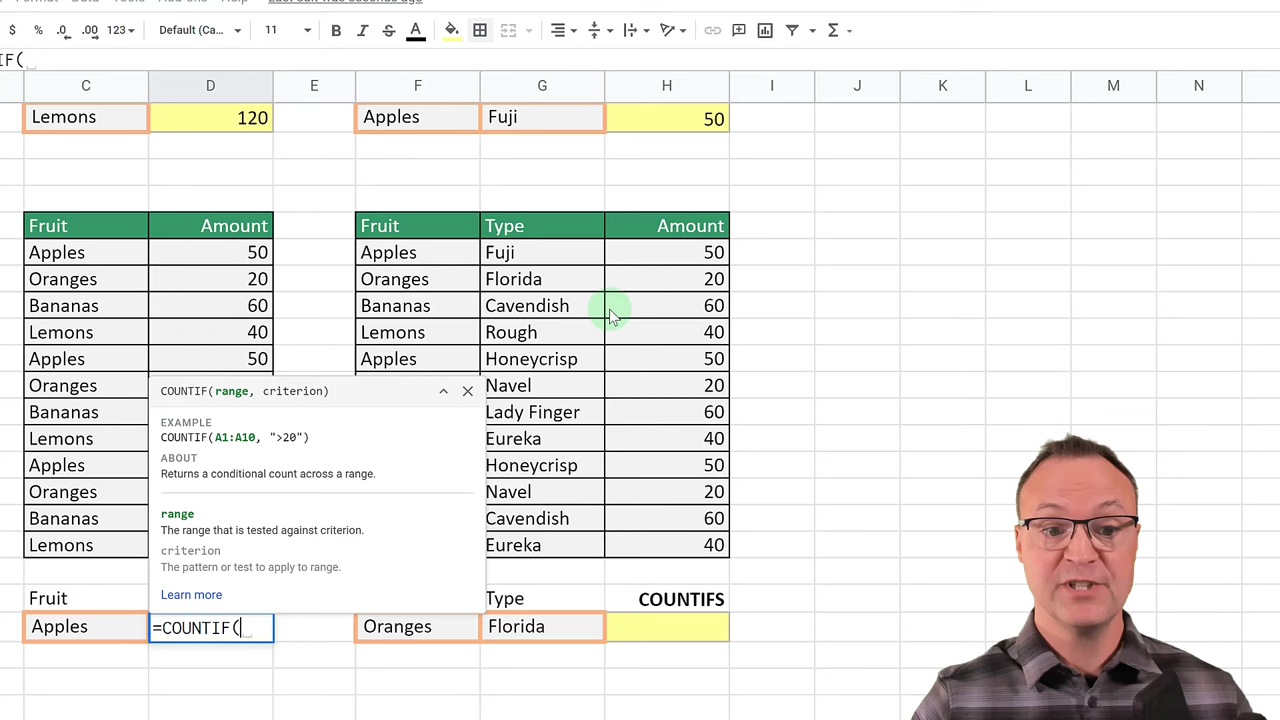 $ % .0 .00 123 Default (Ca... 11 B I S A Σ
IF(
C D E F G H I J K L M N
Lemons 120 Apples Fuji 50
Fruit Amount Fruit Type Amount
Apples 50 Apples Fuji 50
Oranges 20 Oranges Florida 20
Bananas 60 Bananas Cavendish 60
Lemons 40 Lemons Rough 40
Apples 50 Apples Honeycrisp 50
Oranges Navel 20
Bananas Lady Finger 60
Lemons Eureka 40
Apples Honeycrisp 50
Oranges Navel 20
Bananas Cavendish 60
Lemons Eureka 40
COUNTIF(range, criterion)
EXAMPLE
COUNTIF(A1:A10, ">20")
ABOUT
Returns a conditional count across a range.
range
The range that is tested against criterion.
criterion
The pattern or test to apply to range.
Learn more
Fruit Type COUNTIFS
Apples =COUNTIF( Oranges Florida